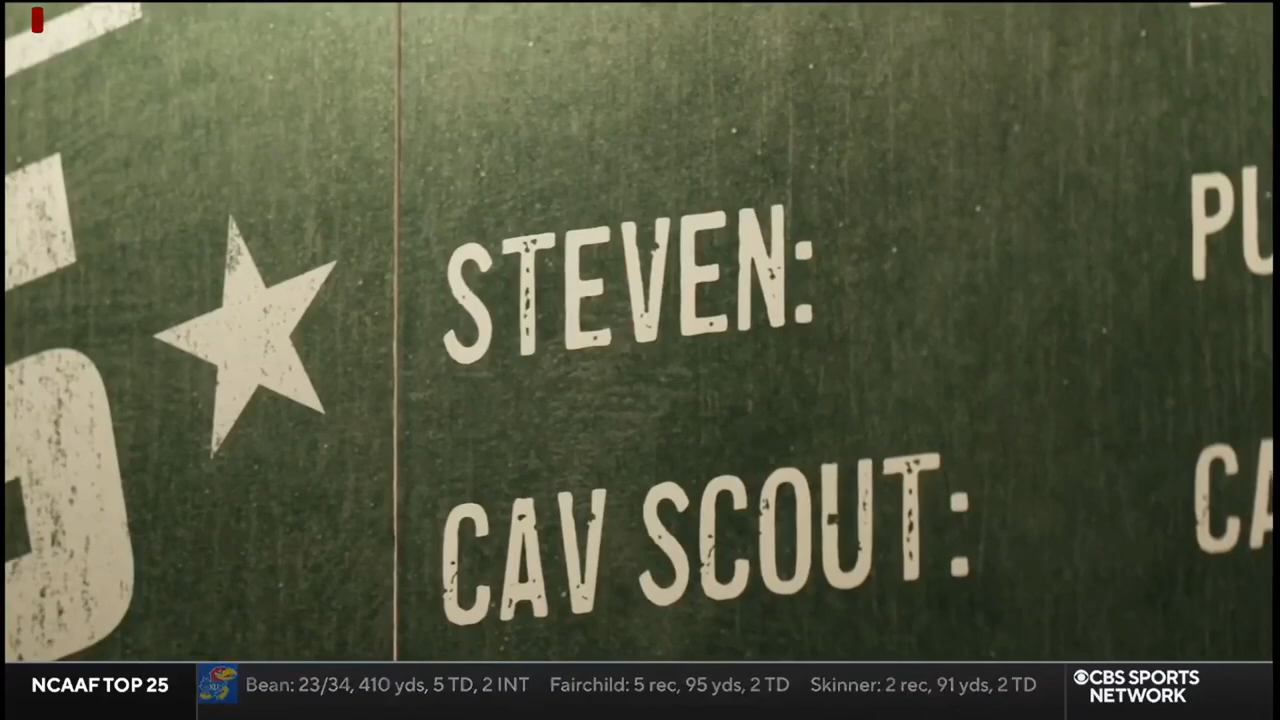 STEVEN:
CAV SCOUT:
PU
CA
NCAAF TOP 25
Bean: 23/34, 410 yds, 5 TD, 2 INT Fairchild: 5 rec, 95 yds, 2 TD Skinner: 2 rec, 91 yds, 2 TD
CBS SPORTS
NETWORK